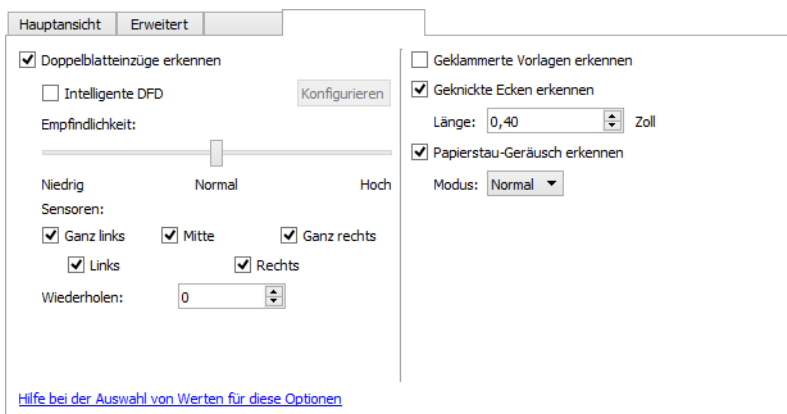 Hauptansicht
Erweitert
Doppelblatteinzüge erkennen
Intelligente DFD
Konfigurieren
Empfindlichkeit:
Niedrig
Normal
Hoch
Sensoren:
Ganz links
Mitte
Ganz rechts
Links
Rechts
Wiederholen:
0
Geklammerte Vorlagen erkennen
Geknickte Ecken erkennen
Länge:
0,40
Zoll
Papierstau-Geräusch erkennen
Modus:
Normal
Hilfe bei der Auswahl von Werten für diese Optionen